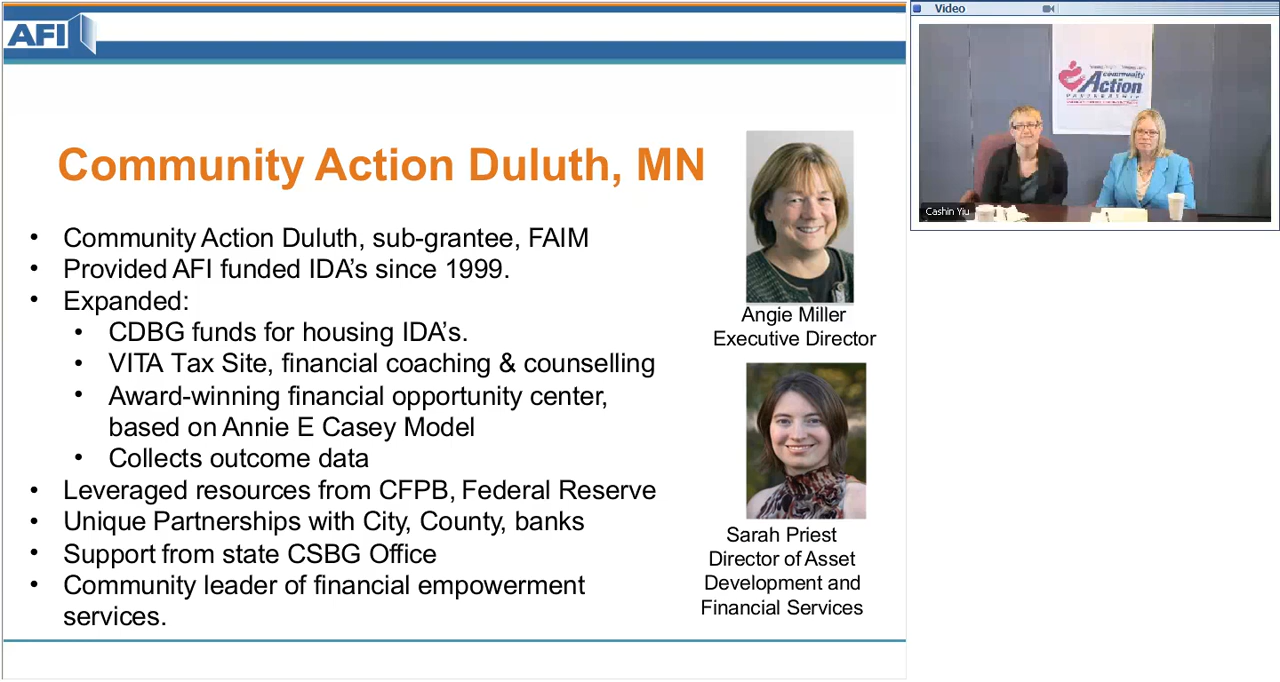 AFI
Community Action Duluth, MN
• Community Action Duluth, sub-grantee, FAIM
• Provided AFI funded IDA's since 1999.
• Expanded:
• CDBG funds for housing IDA's.
• VITA Tax Site, financial coaching & counselling
• Award-winning financial opportunity center,
based on Annie E Casey Model
• Collects outcome data
• Leveraged resources from CFPB, Federal Reserve
• Unique Partnerships with City, County, banks
• Support from state CSBG Office
• Community leader of financial empowerment
services.
Angie Miller
Executive Director
Sarah Priest
Director of Asset
Development and
Financial Services
Video
community
Action
PARTNERSHIP
Cashin Yiu